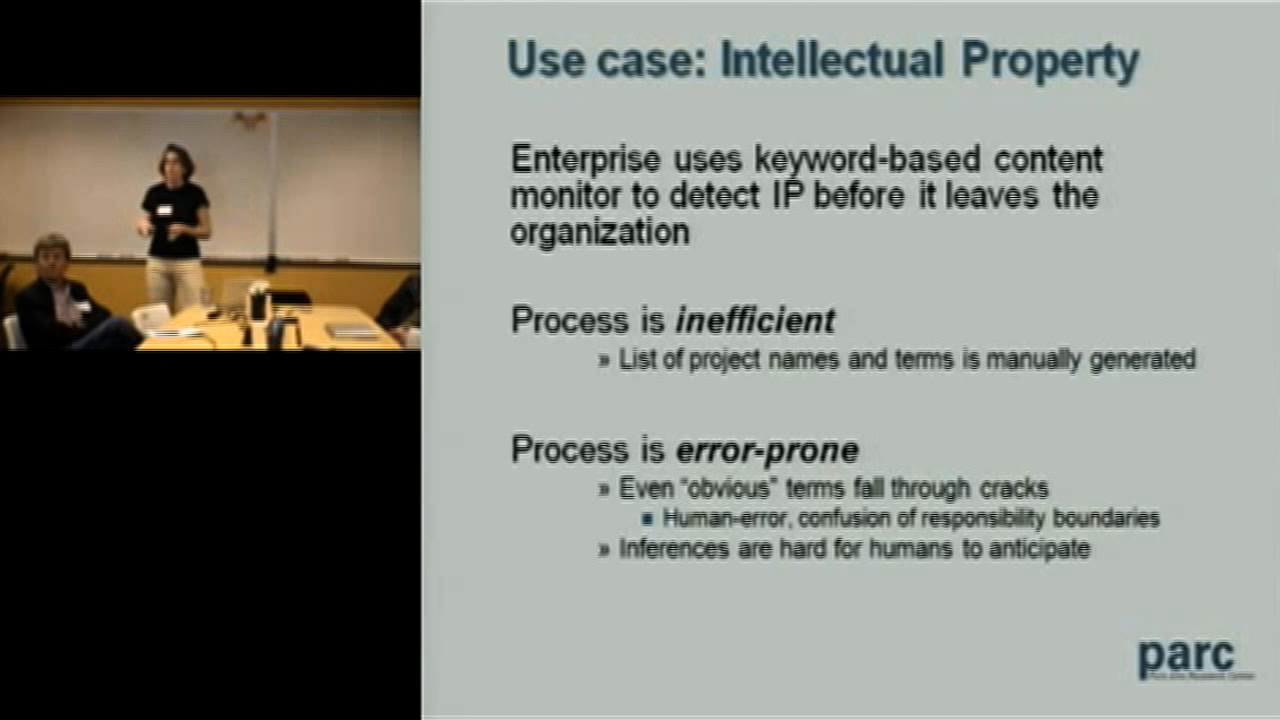 Use case: Intellectual Property
Enterprise uses keyword-based content
monitor to detect IP before it leaves the
organization
Process is inefficient
» List of project names and terms is manually generated
Process is error-prone
» Even “obvious” terms fall through cracks
▪ Human-error, confusion of responsibility boundaries
» Inferences are hard for humans to anticipate
parc